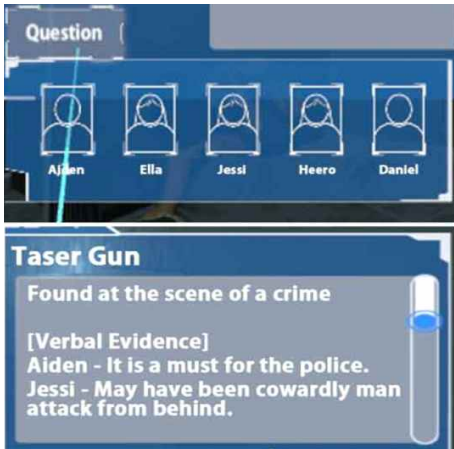 Question
Aiden Ella Jessi Heero Daniel
Taser Gun
Found at the scene of a crime
[Verbal Evidence]
Aiden - It is a must for the police.
Jessi - May have been cowardly man
attack from behind.